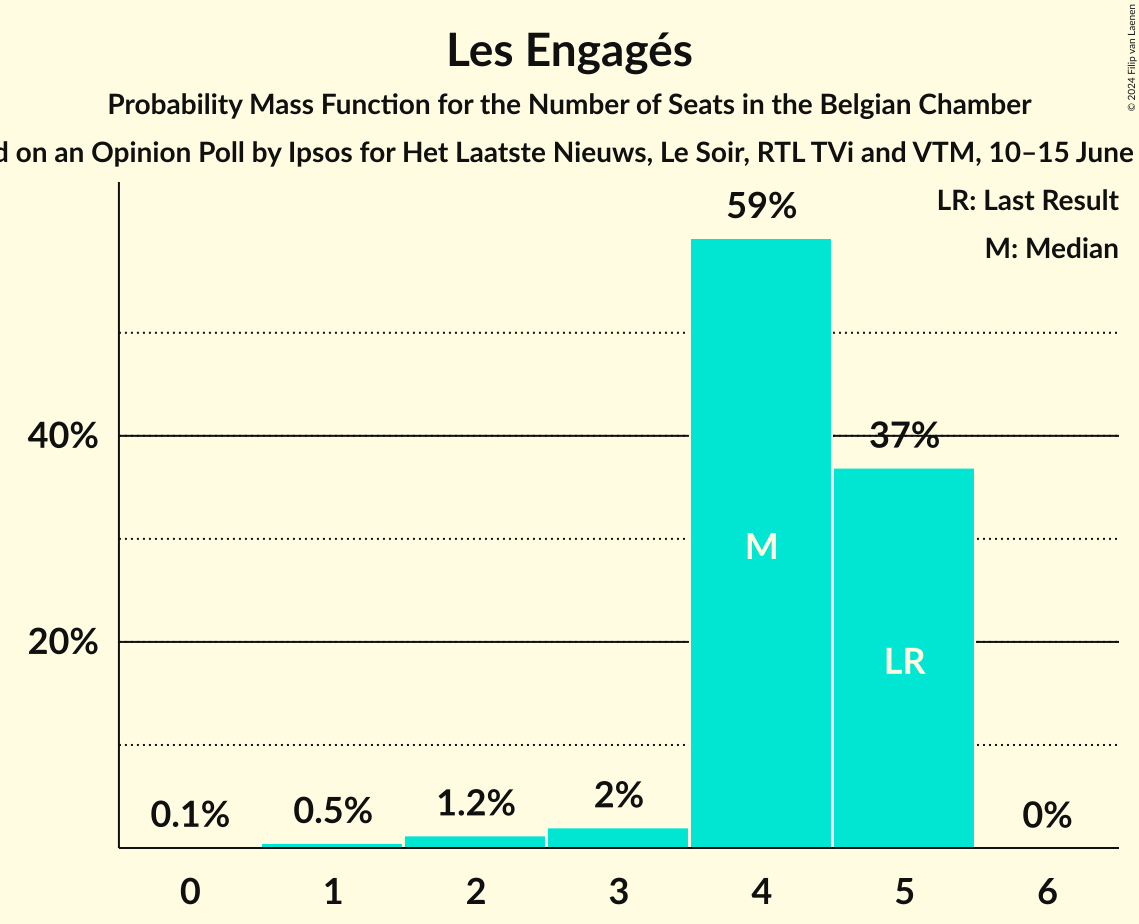 Les Engagés
Probability Mass Function for the Number of Seats in the Belgian Chamber
on an Opinion Poll by Ipsos for Het Laatste Nieuws, Le Soir, RTL TVi and VTM, 10–15 June
© 2024 Filip van Laenen
LR: Last Result
M: Median
59%
40%
37%
M
20%
LR
0.1%
0.5%
1.2%
2%
0%
0
1
2
3
4
5
6